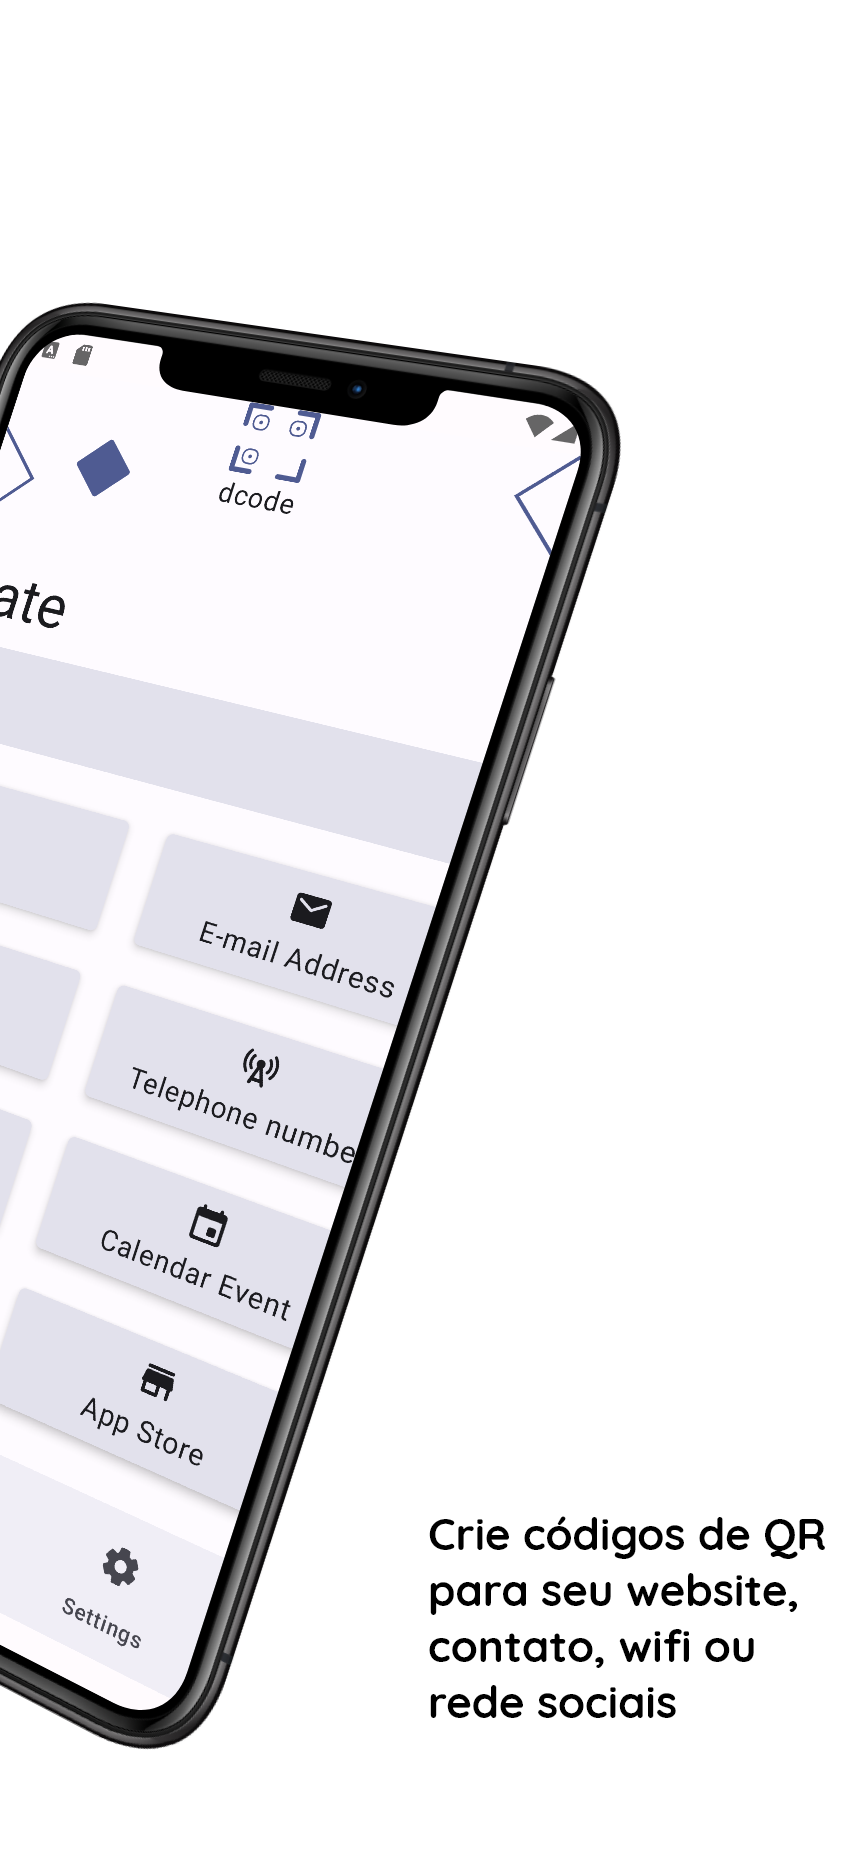 dcode
ate
E-mail Address
Telephone numbe
Calendar Event
App Store
Settings
Crie códigos de QR
para seu website,
contato, wifi ou
rede sociais